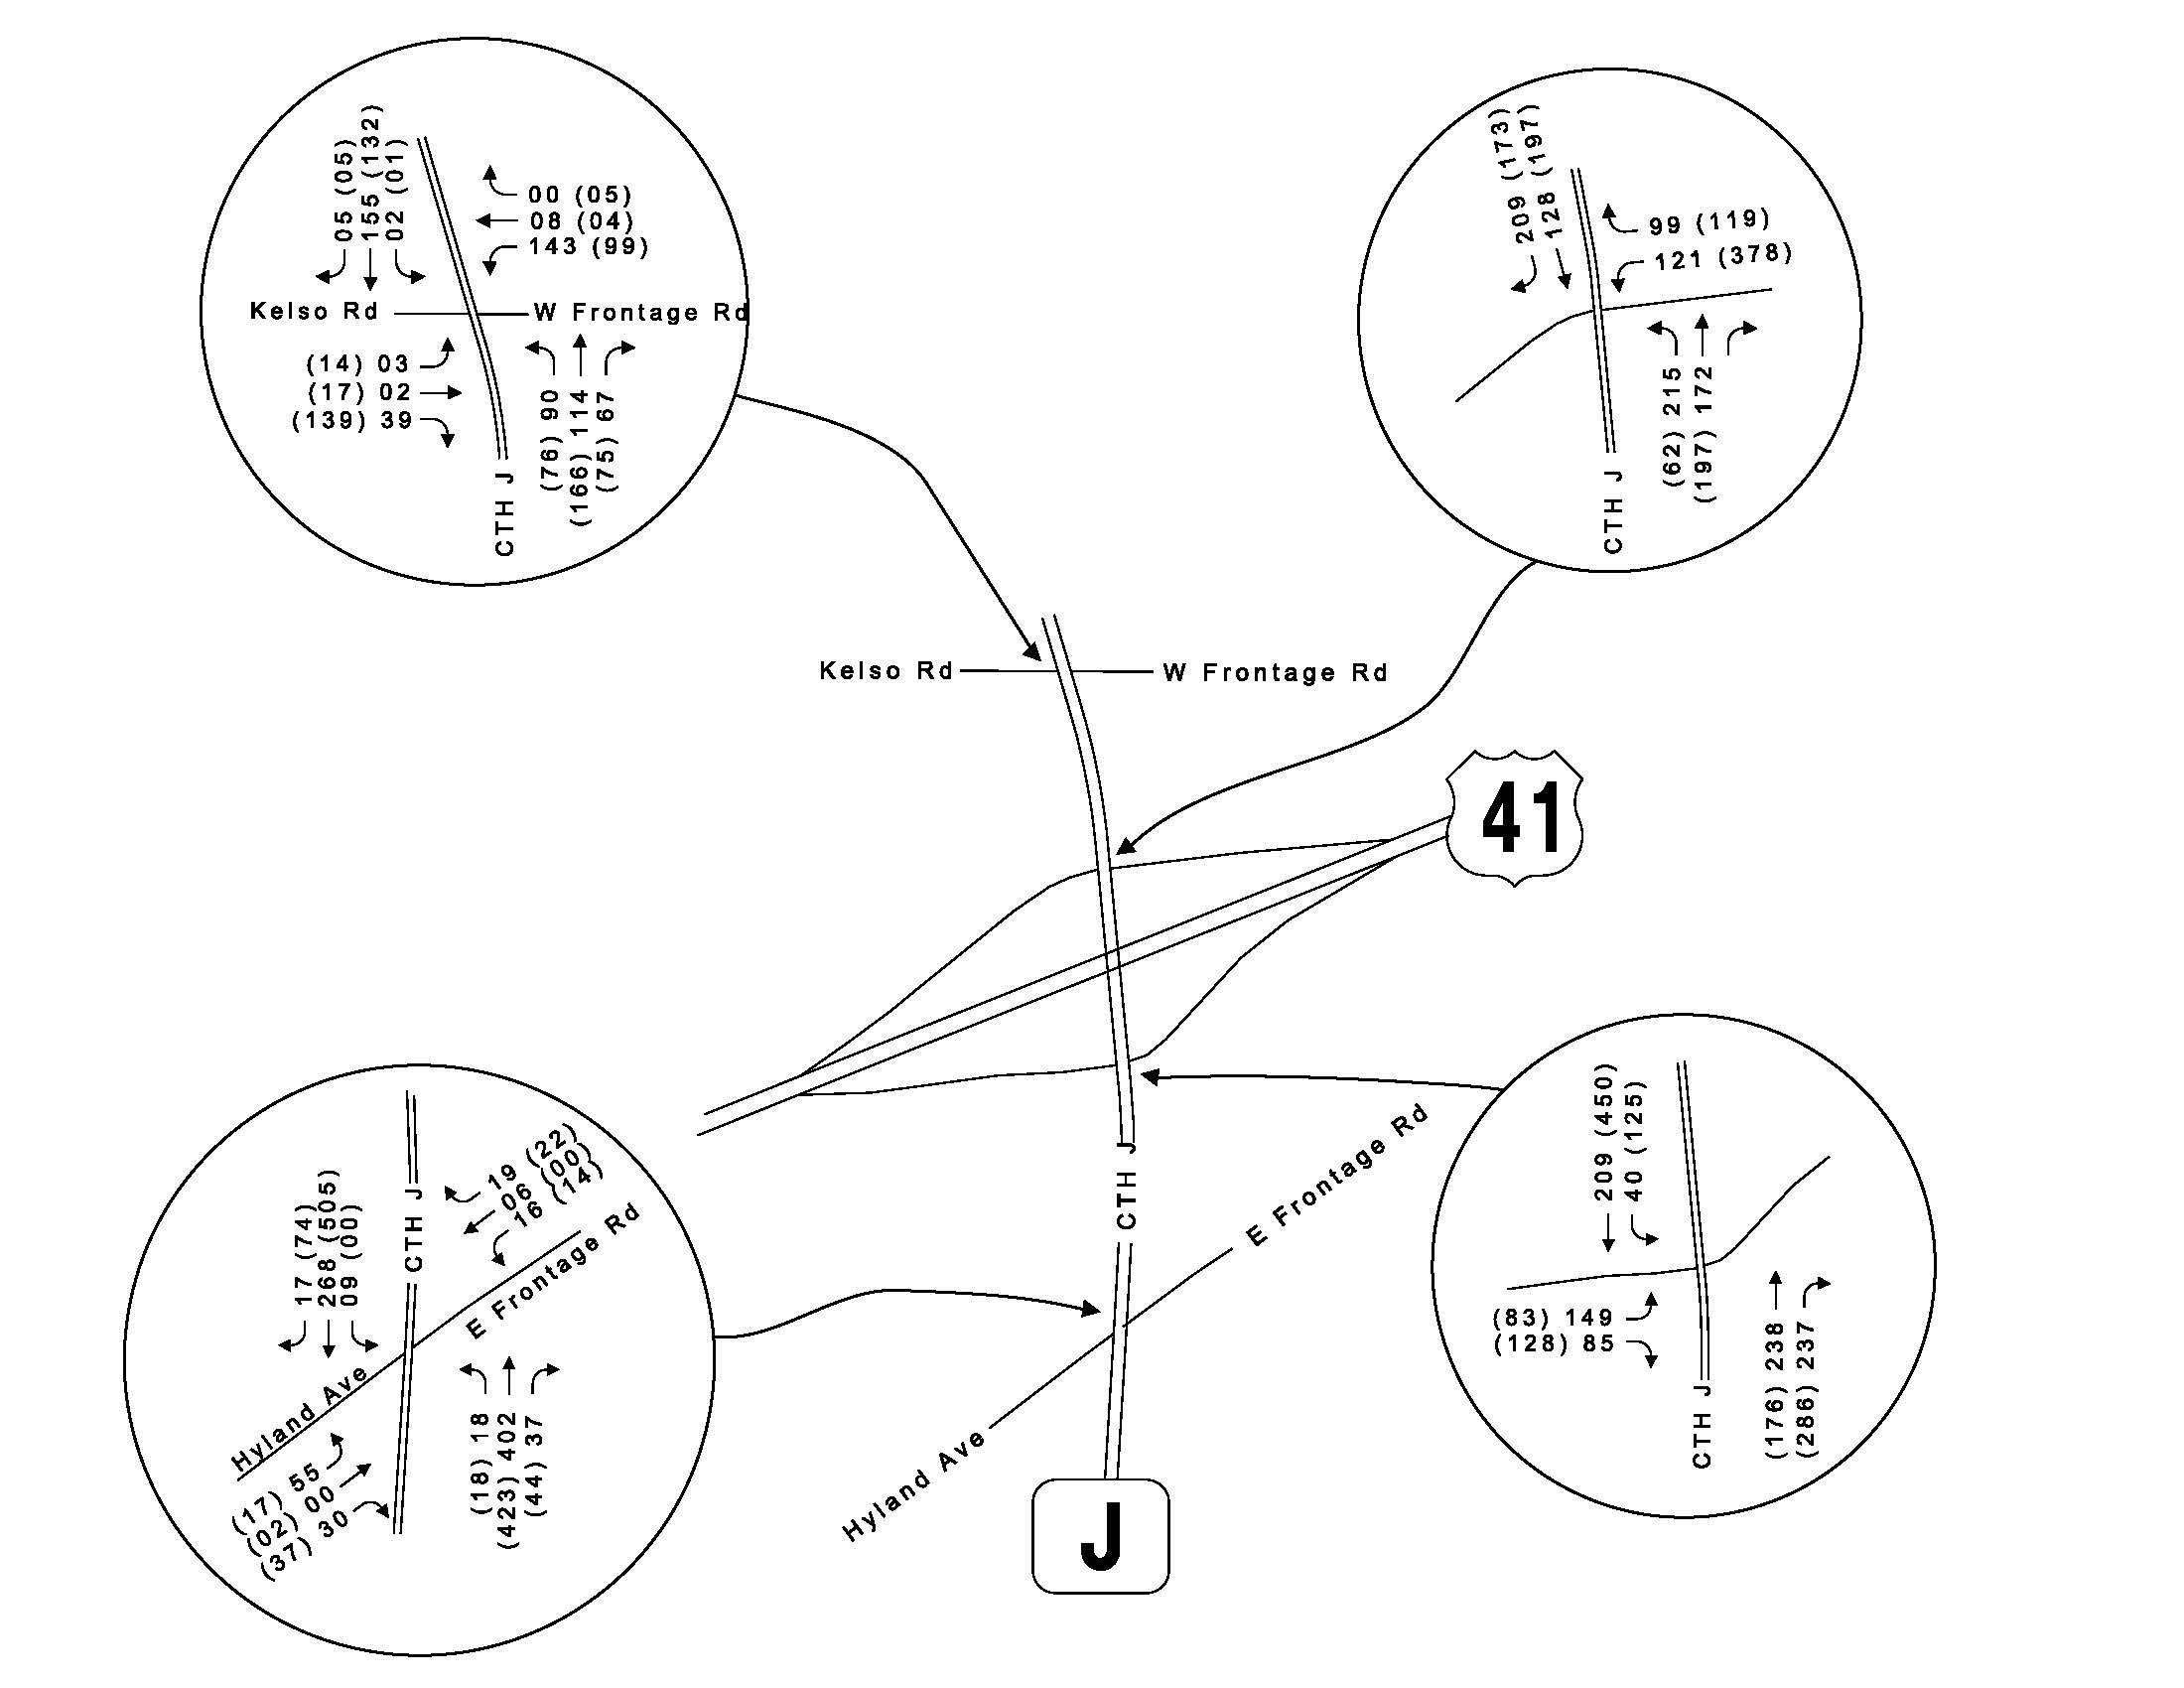 05 (05)
155 (132)
02 (01)
00 (05)
08 (04)
143 (99)
Kelso Rd
W Frontage Rd
(14) 03
(17) 02
(139) 39
(76) 90
(166) 114
(75) 67
CTH J
209 (173)
128 (197)
99 (119)
121 (378)
(62) 215
(197) 172
CTH J
Kelso Rd
W Frontage Rd
41
CTH J
E Frontage Rd
Hyland Ave
J
17 (74)
268 (505)
09 (00)
CTH J
19 (22)
06 (00)
16 (14)
E Frontage Rd
Hyland Ave
(17) 55
(02) 00
(37) 30
(18) 18
(423) 402
(44) 37
209 (450)
40 (125)
(83) 149
(128) 85
(176) 238
(286) 237
CTH J